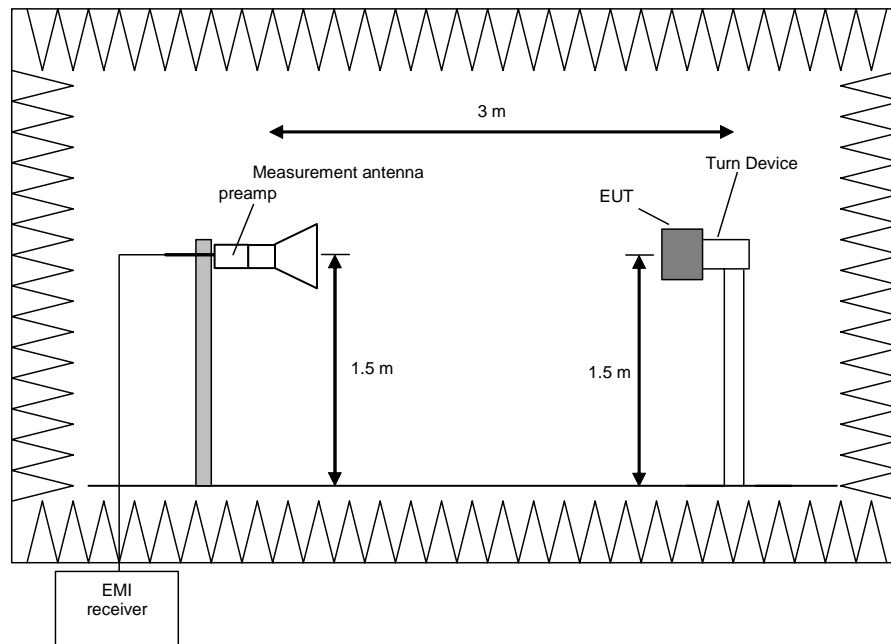 3 m
Measurement antenna
preamp
Turn Device
EUT
1.5 m
1.5 m
EMI
receiver